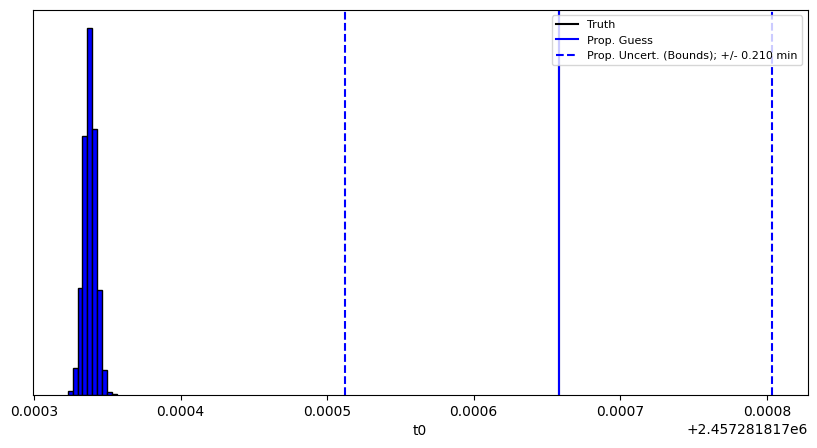 Truth
Prop. Guess
Prop. Uncert. (Bounds); +/- 0.210 min
0.0003 0.0004 0.0005 0.0006 0.0007 0.0008
t0
+2.457281817e6